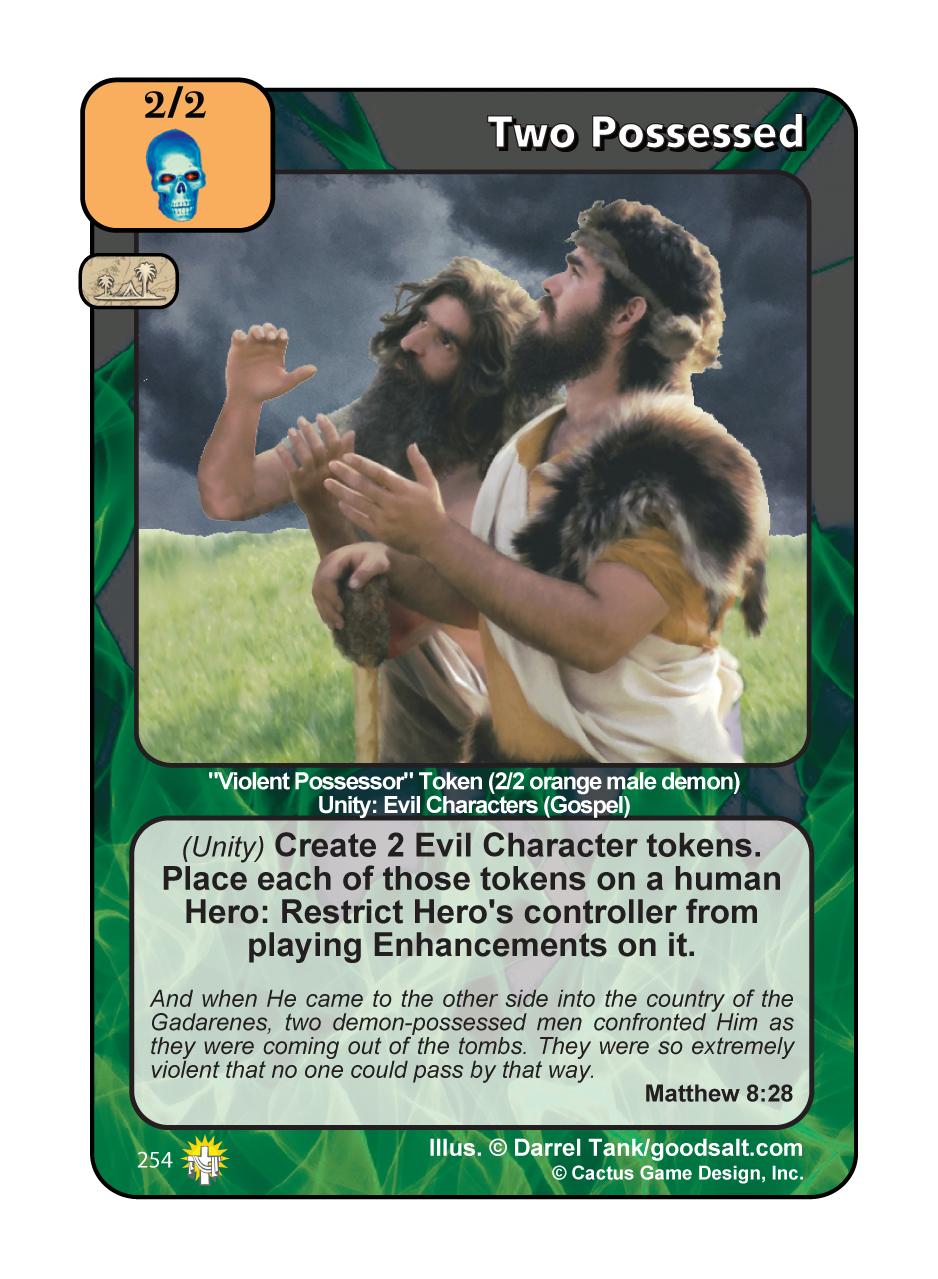 2/2
Two Possessed
"Violent Possessor" Token (2/2 orange male demon)
Unity: Evil Characters (Gospel)
(Unity) Create 2 Evil Character tokens.
Place each of those tokens on a human
Hero: Restrict Hero's controller from
playing Enhancements on it.
And when He came to the other side into the country of the
Gadarenes, two demon-possessed men confronted Him as
they were coming out of the tombs. They were so extremely
violent that no one could pass by that way.
Matthew 8:28
254
Illus. © Darrel Tank/goodsalt.com
© Cactus Game Design, Inc.